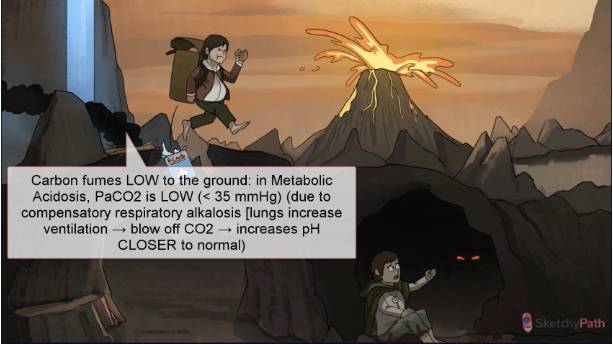 Carbon fumes LOW to the ground: in Metabolic
Acidosis, PaCO2 is LOW (< 35 mmHg) (due to
compensatory respiratory alkalosis [lungs increase
ventilation → blow off CO2 → increases pH
CLOSER to normal)
SketchyPath